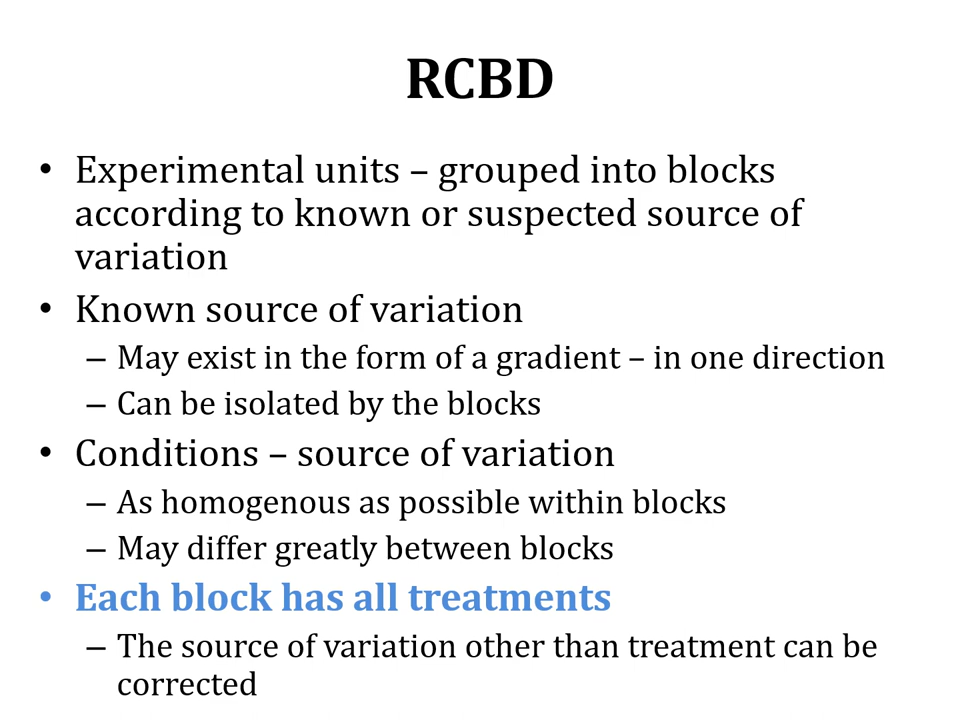 RCBD
• Experimental units – grouped into blocks
according to known or suspected source of
variation
• Known source of variation
– May exist in the form of a gradient – in one direction
– Can be isolated by the blocks
• Conditions – source of variation
– As homogenous as possible within blocks
– May differ greatly between blocks
• Each block has all treatments
– The source of variation other than treatment can be
corrected